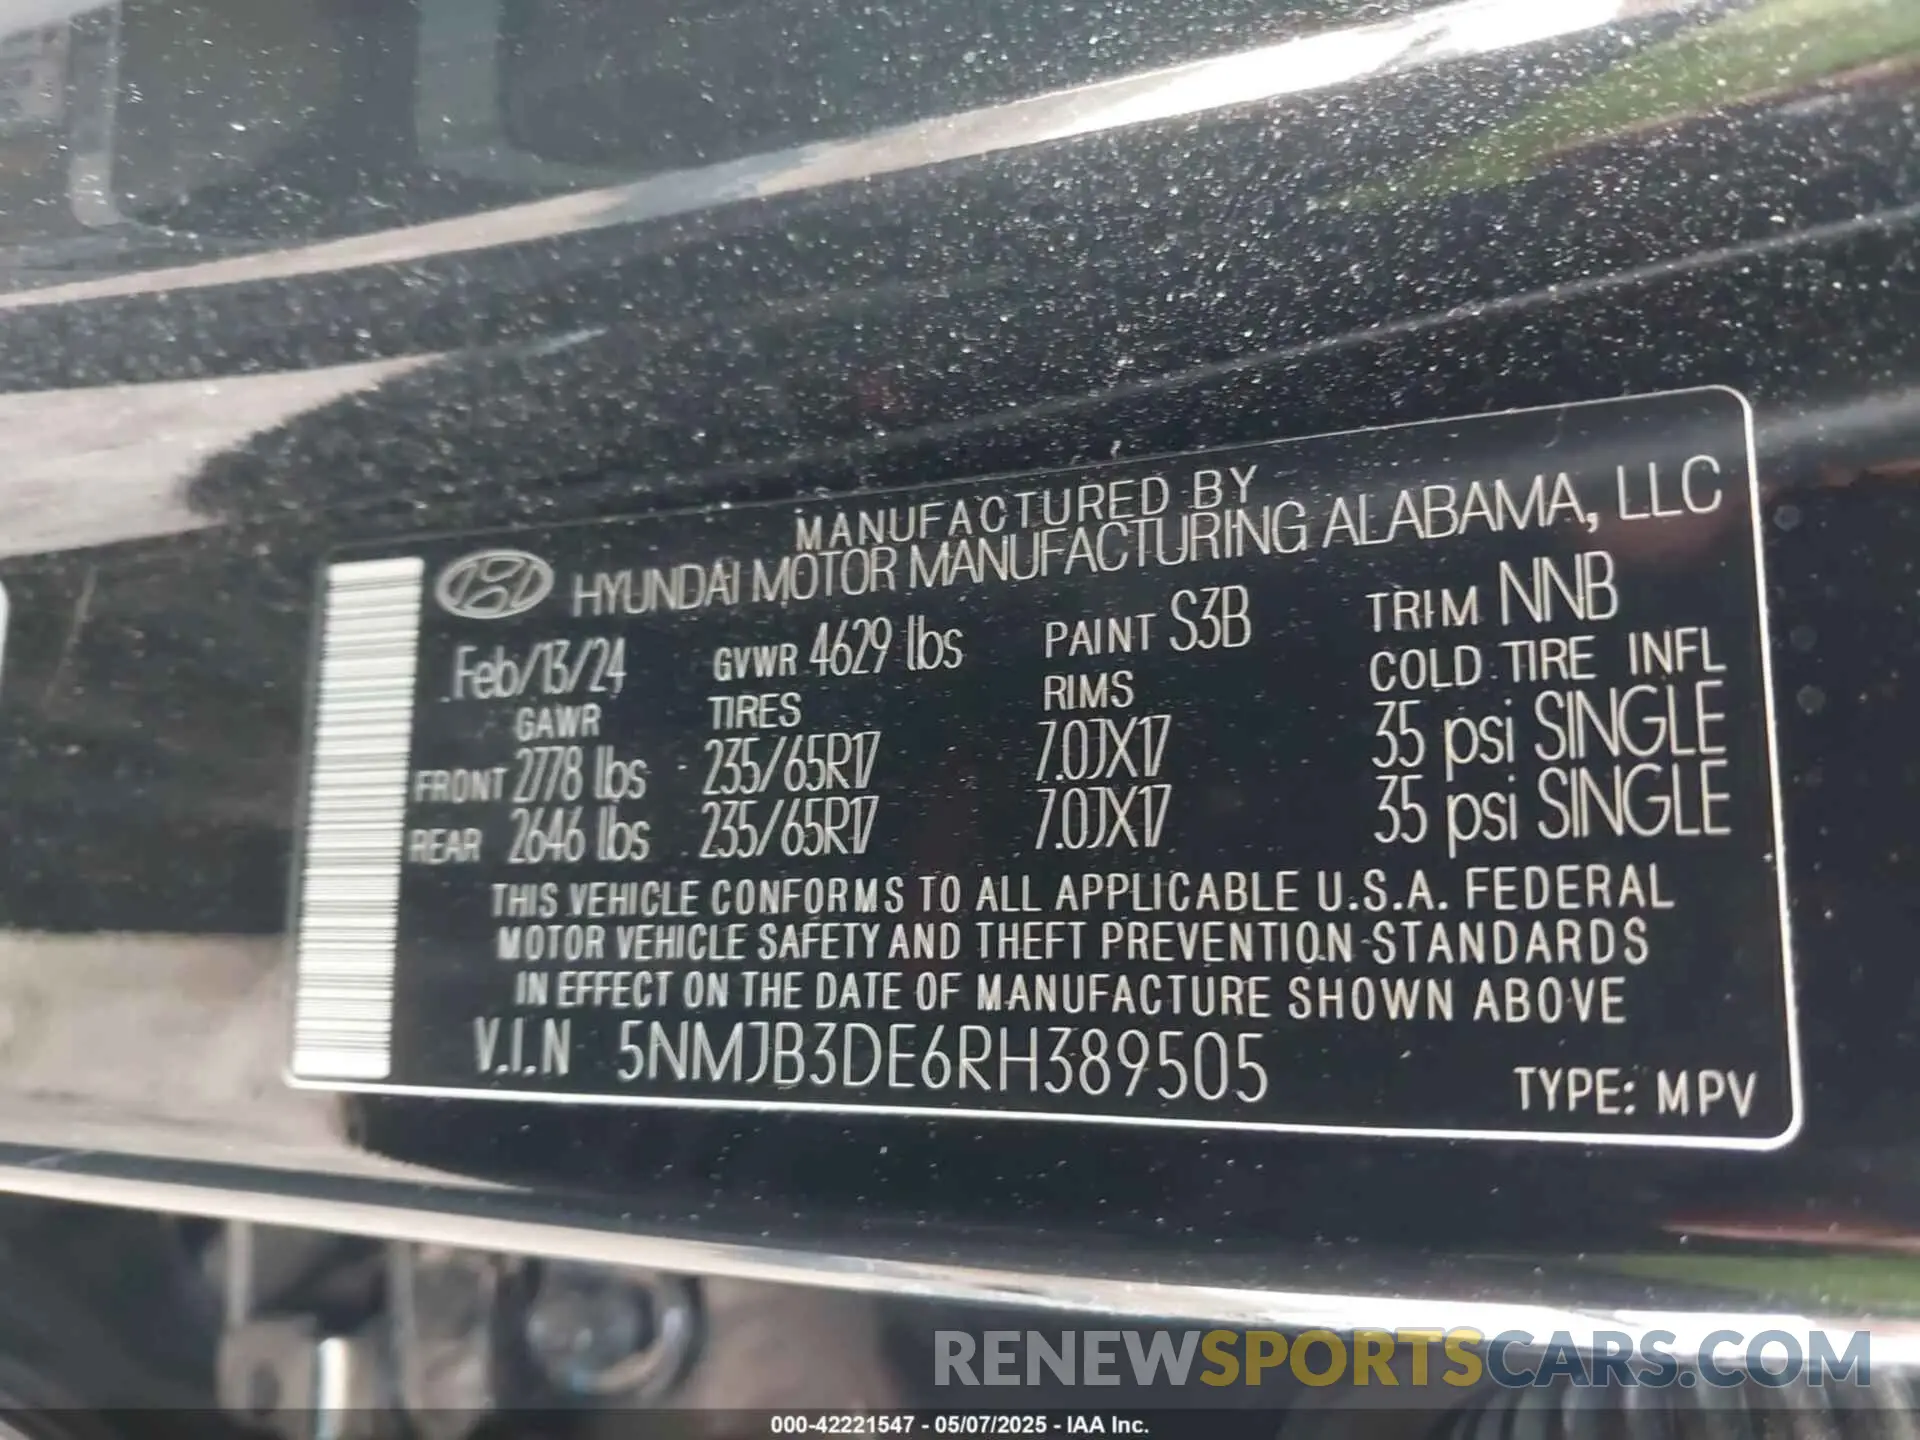 MANUFACTURED BY
HYUNDAI MOTOR MANUFACTURING ALABAMA, LLC
Feb/13/24 GVWR 4629 lbs PAINT S3B TRIM NNB
GAWR TIRES RIMS COLD TIRE INFL
FRONT 2778 lbs 235/65R17 7.0JX17 35 psi SINGLE
REAR 2646 lbs 235/65R17 7.0JX17 35 psi SINGLE
THIS VEHICLE CONFORMS TO ALL APPLICABLE U.S.A. FEDERAL
MOTOR VEHICLE SAFETY AND THEFT PREVENTION STANDARDS
IN EFFECT ON THE DATE OF MANUFACTURE SHOWN ABOVE
V.I.N 5NMJB3DE6RH389505
TYPE: MPV
RENEWSPORTSCARS.COM
000-42221547 - 05/07/2025 - IAA Inc.